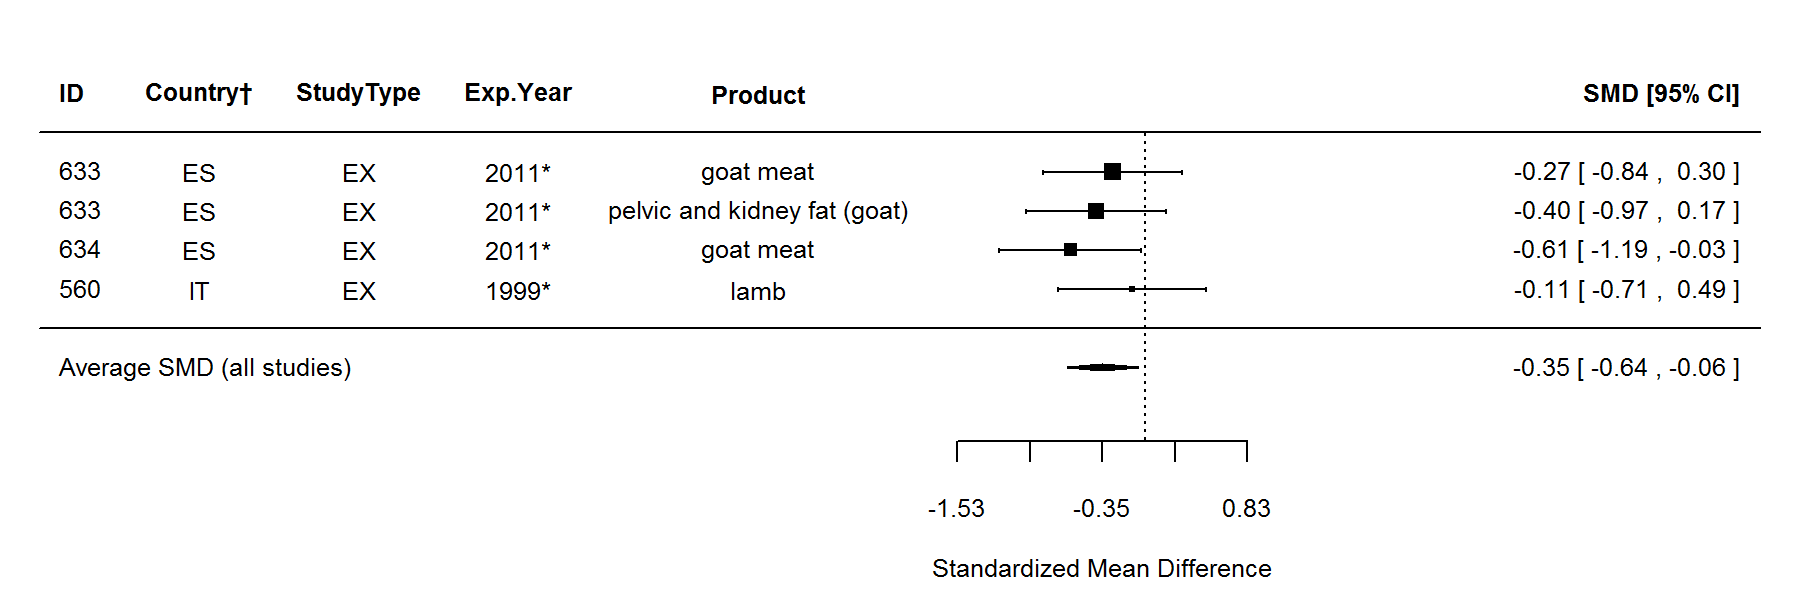 ID Country† StudyType Exp.Year Product SMD [95% CI]
633 ES EX 2011* goat meat -0.27 [ -0.84 , 0.30 ]
633 ES EX 2011* pelvic and kidney fat (goat) -0.40 [ -0.97 , 0.17 ]
634 ES EX 2011* goat meat -0.61 [ -1.19 , -0.03 ]
560 IT EX 1999* lamb -0.11 [ -0.71 , 0.49 ]
Average SMD (all studies) -0.35 [ -0.64 , -0.06 ]
-1.53 -0.35 0.83
Standardized Mean Difference